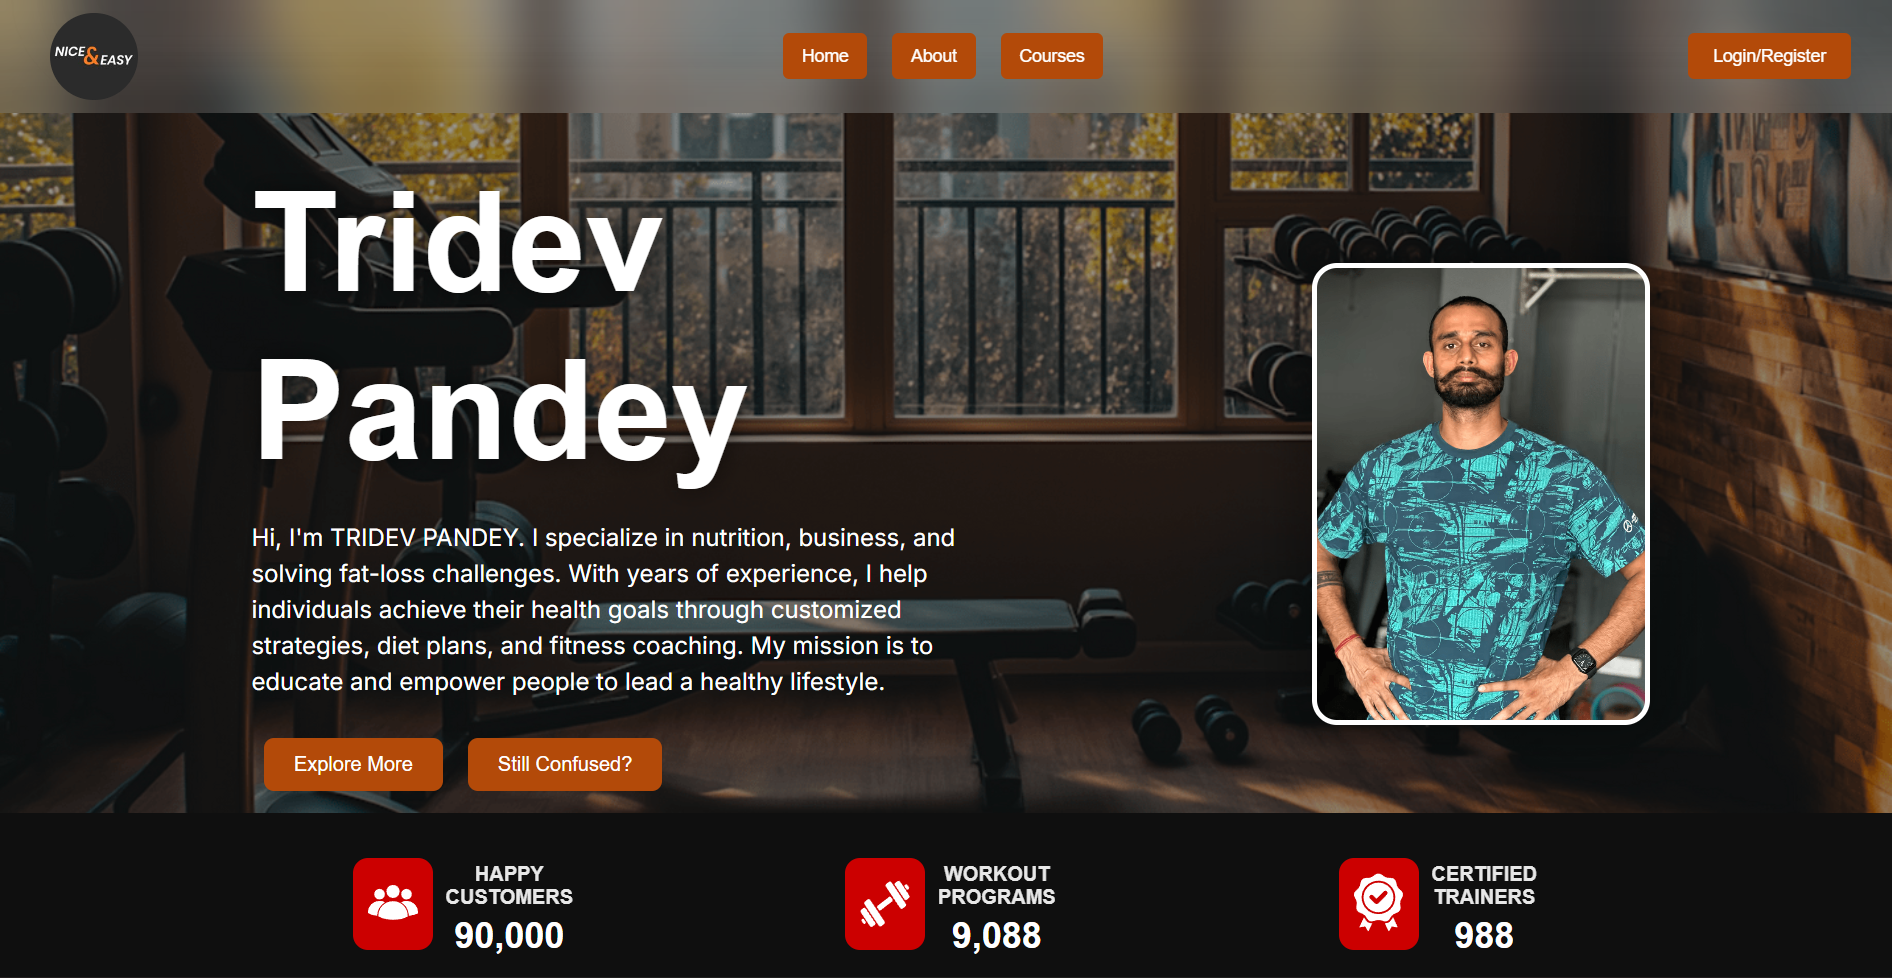 NICE & EASY
Home
About
Courses
Login/Register
Tridev
Pandey
Hi, I'm TRIDEV PANDEY. I specialize in nutrition, business, and
solving fat-loss challenges. With years of experience, I help
individuals achieve their health goals through customized
strategies, diet plans, and fitness coaching. My mission is to
educate and empower people to lead a healthy lifestyle.
Explore More
Still Confused?
HAPPY
CUSTOMERS
90,000
WORKOUT
PROGRAMS
9,088
CERTIFIED
TRAINERS
988